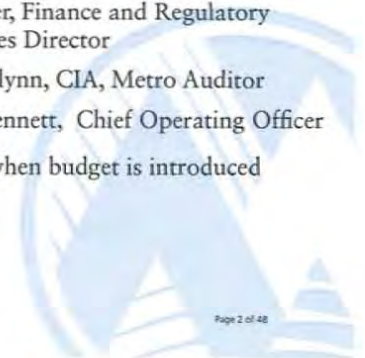 r, Finance and Regulatory
es Director
lynn, CIA, Metro Auditor
ennett, Chief Operating Officer
when budget is introduced
Page 2 of 48